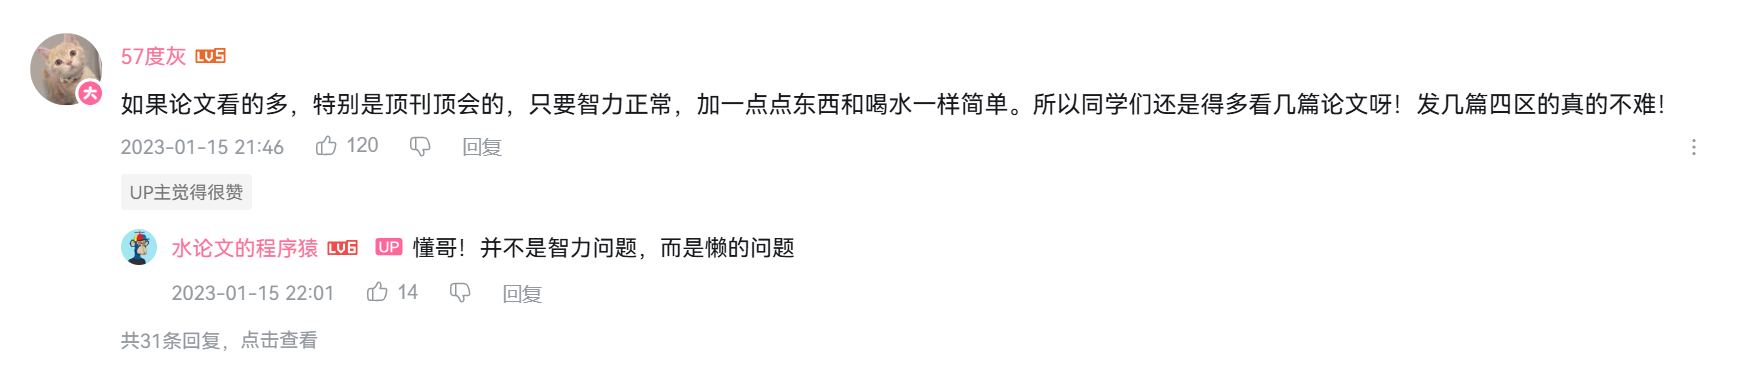 57度灰 LV5
如果论文看的多，特别是顶刊顶会的，只要智力正常，加一点点东西和喝水一样简单。所以同学们还是得多看几篇论文呀！发几篇四区的真的不难！
大
2023-01-15 21:46 120 回复
UP主觉得很赞
水论文的程序猿 LV6 UP 懂哥！并不是智力问题，而是懒的问题
2023-01-15 22:01 14 回复
共31条回复，点击查看